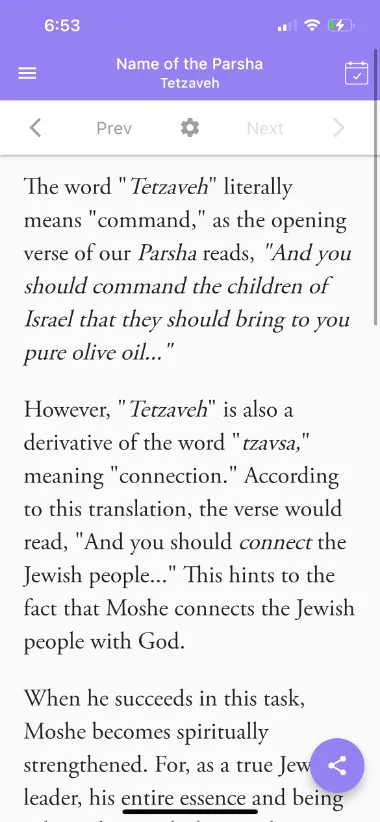 6:53
Name of the Parsha
Tetzaveh
Prev
Next
The word "Tetzaveh" literally
means "command," as the opening
verse of our Parsha reads, "And you
should command the children of
Israel that they should bring to you
pure olive oil..."
However, "Tetzaveh" is also a
derivative of the word "tzavsa,"
meaning "connection." According
to this translation, the verse would
read, "And you should connect the
Jewish people..." This hints to the
fact that Moshe connects the Jewish
people with God.
When he succeeds in this task,
Moshe becomes spiritually
strengthened. For, as a true
leader, his entire essence and being